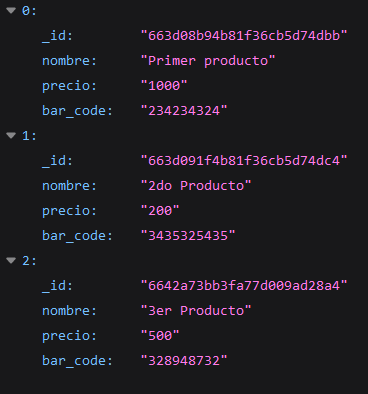 0:
_id: "663d08b94b81f36cb5d74dbb"
nombre: "Primer producto"
precio: "1000"
bar_code: "234234324"
1:
_id: "663d091f4b81f36cb5d74dc4"
nombre: "2do Producto"
precio: "200"
bar_code: "3435325435"
2:
_id: "6642a73bb3fa77d009ad28a4"
nombre: "3er Producto"
precio: "500"
bar_code: "328948732"